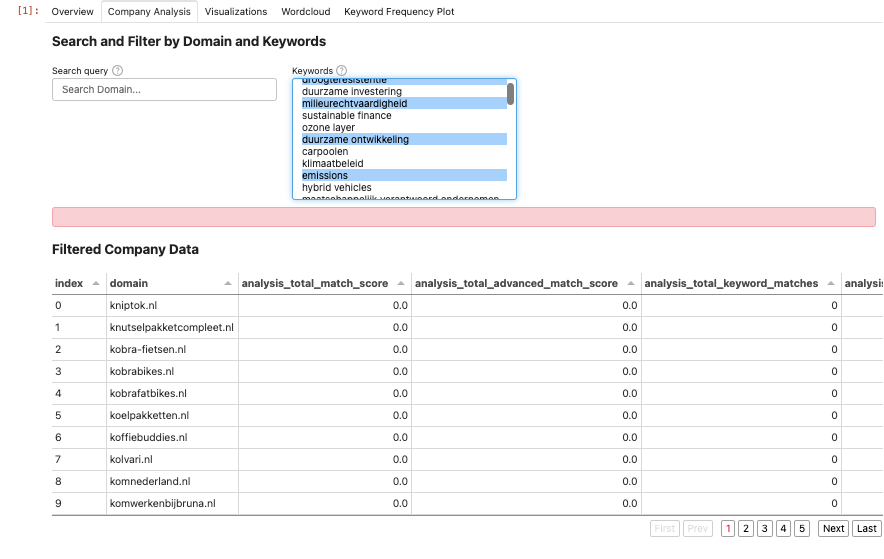 [1]:
Overview Company Analysis Visualizations Wordcloud Keyword Frequency Plot
Search and Filter by Domain and Keywords
Search query ?
Search Domain...
Keywords ?
droogteresistentie
duurzame investering
milieurechtvaardigheid
sustainable finance
ozone layer
duurzame ontwikkeling
carpoolen
klimaatbeleid
emissions
hybrid vehicles
maatschappelijk verantwoord ondernemen
Filtered Company Data
index domain analysis_total_match_score analysis_total_advanced_match_score analysis_total_keyword_matches analysis
0 kniptok.nl 0.0 0.0 0
1 knutselpakketcompleet.nl 0.0 0.0 0
2 kobra-fietsen.nl 0.0 0.0 0
3 kobrabikes.nl 0.0 0.0 0
4 kobrafatbikes.nl 0.0 0.0 0
5 koelpakketten.nl 0.0 0.0 0
6 koffiebuddies.nl 0.0 0.0 0
7 kolvari.nl 0.0 0.0 0
8 komnederland.nl 0.0 0.0 0
9 komwerkenbijbruna.nl 0.0 0.0 0
First Prev 1 2 3 4 5 Next Last